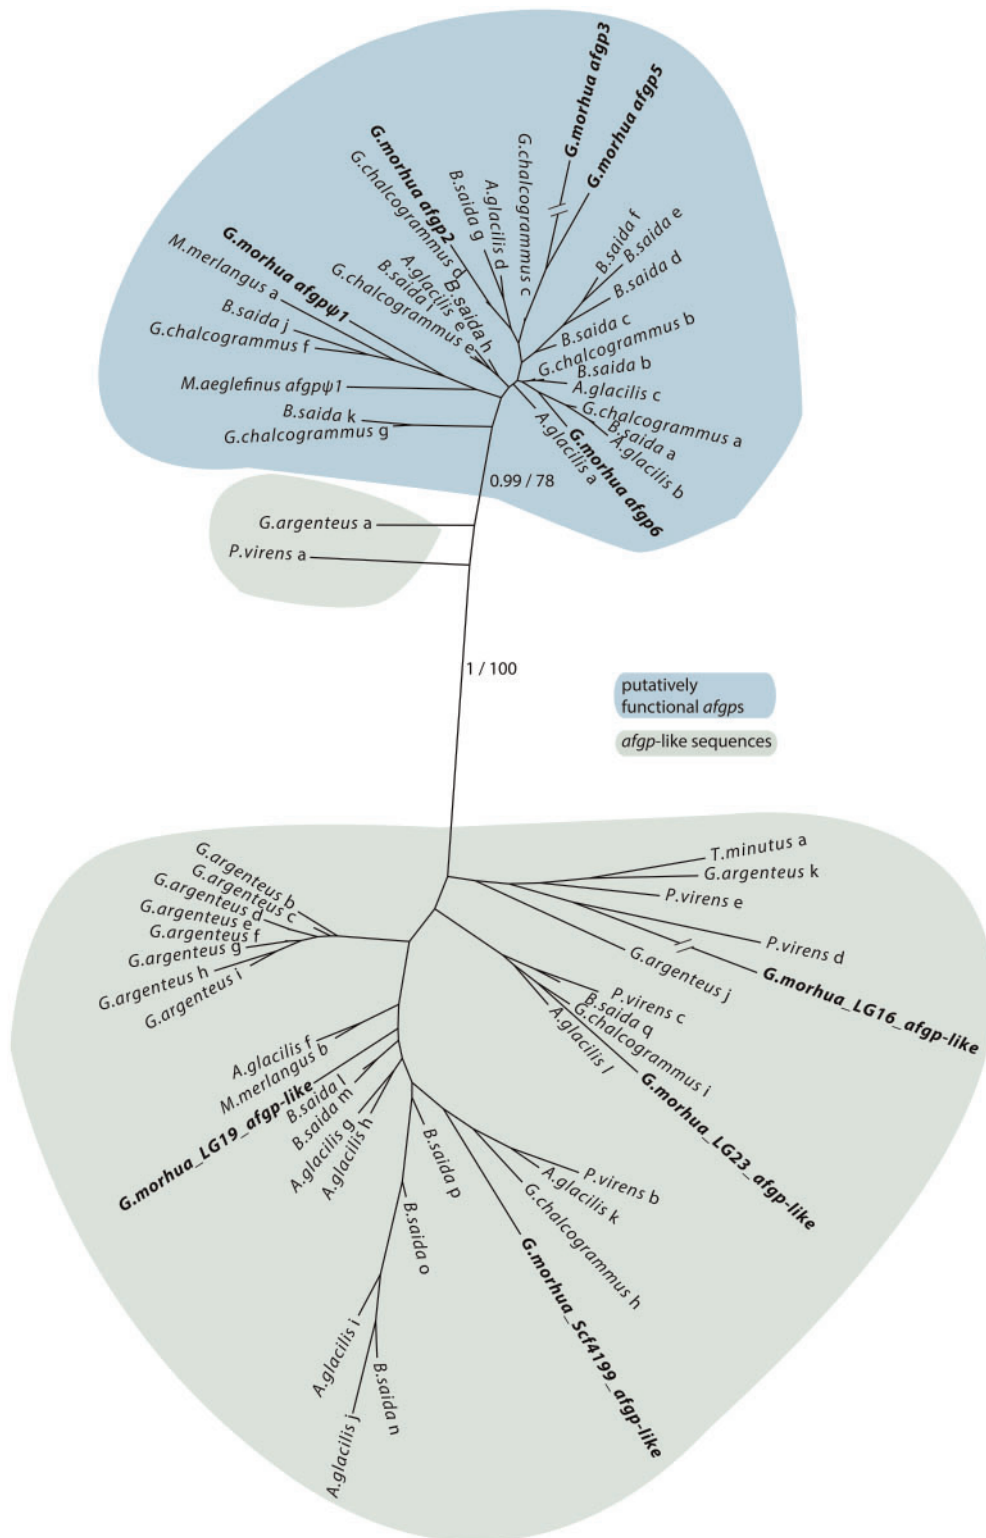 G.morhua afgp3
G.morhua afgp5
G.chalcogrammus c
G.morhua afgp2
G.chalcogrammus d
B.saida g
A.glacilis d
B.saida f
B.saida e
B.saida d
G.morhua afgpψ1
M.merlangus a
A.glacilis e
B.saida h
B.saida i
G.chalcogrammus e
B.saida j
G.chalcogrammus f
B.saida c
G.chalcogrammus b
B.saida b
A.glacilis c
M.aeglefinus afgpψ1
G.chalcogrammus a
B.saida a
A.glacilis b
B.saida k
G.chalcogrammus g
A.glacilis a
G.morhua afgp6
0.99 / 78
G.argenteus a
P.virens a
1 / 100
putatively
functional afgps
afgp-like sequences
T.minutus a
G.argenteus k
P.virens e
P.virens d
G.argenteus j
G.morhua_LG16_afgp-like
G.argenteus b
G.argenteus c
G.argenteus d
G.argenteus e
G.argenteus f
G.argenteus g
G.argenteus h
G.argenteus i
P.virens c
B.saida q
G.chalcogrammus i
A.glacilis l
G.morhua_LG23_afgp-like
A.glacilis f
M.merlangus b
G.morhua_LG19_afgp-like
B.saida l
B.saida m
A.glacilis g
A.glacilis h
B.saida p
P.virens b
A.glacilis k
G.chalcogrammus h
G.morhua_Scf4199_afgp-like
B.saida o
A.glacilis i
B.saida n
A.glacilis j